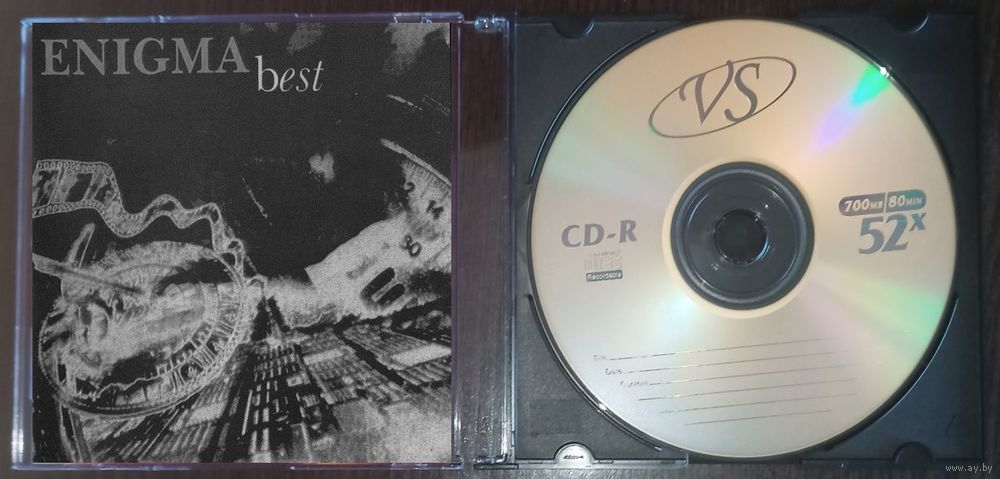 ENIGMA
best
VS
CD-R
Recordable
700MB 80MIN
52x
Title
Date
www.ay.by